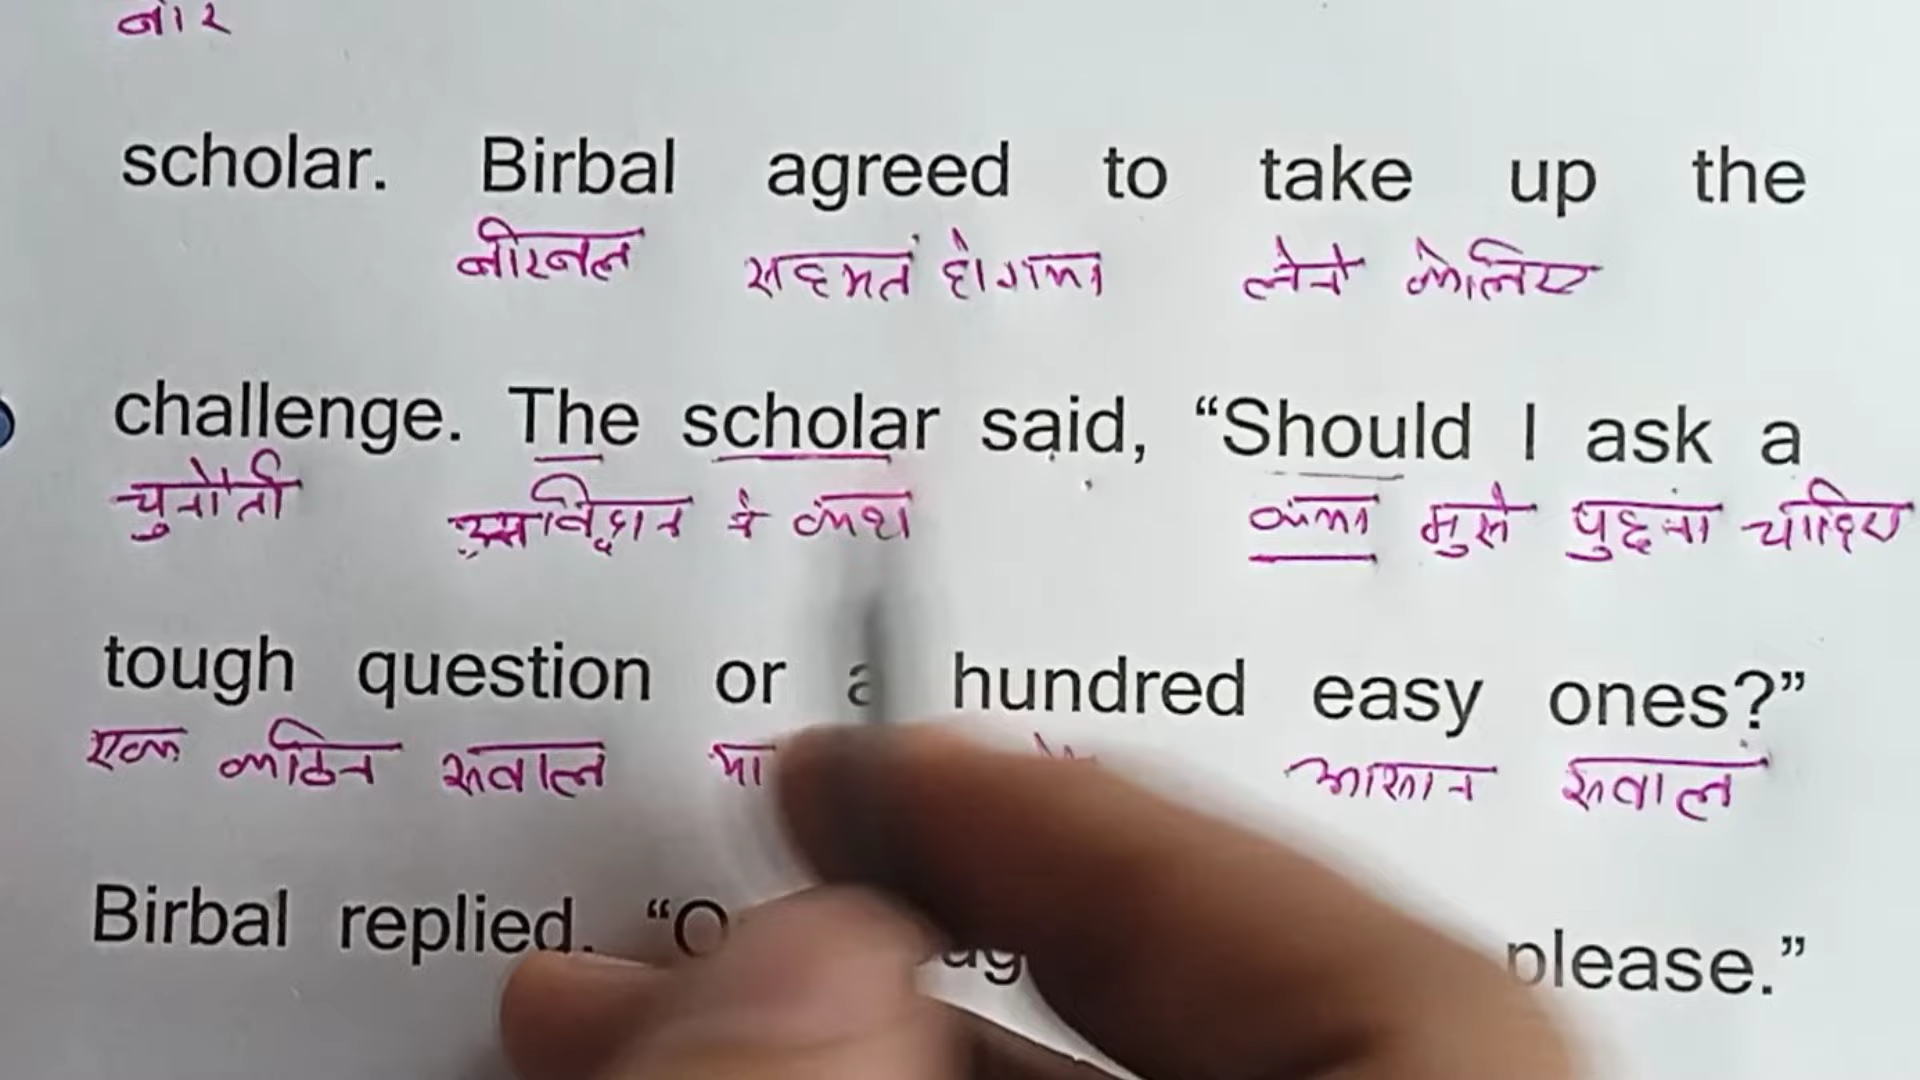 scholar. Birbal agreed to take up the
बीरबल सहमत होगया लेने केलिए
challenge. The scholar said, “Should I ask a
चुनौती उस विद्वान ने कहा क्या मुझे पुछना चाहिए
tough question or a hundred easy ones?”
एक कठिन सवाल या आसान सवाल
Birbal replied. please.”